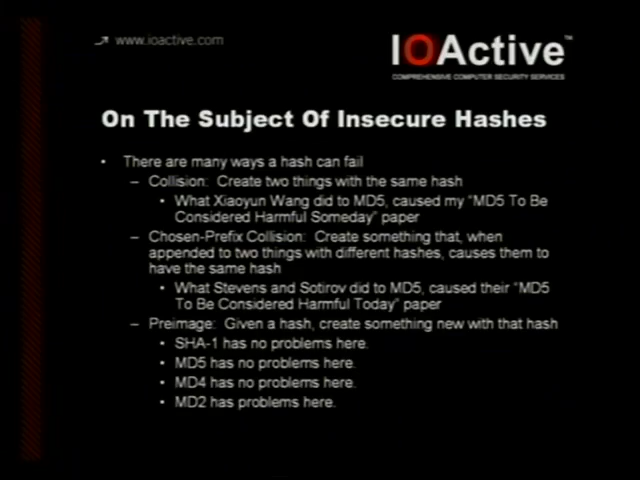 www.ioactive.com
IOActive™
COMPREHENSIVE COMPUTER SECURITY SERVICES
On The Subject Of Insecure Hashes
• There are many ways a hash can fail
– Collision: Create two things with the same hash
• What Xiaoyun Wang did to MD5, caused my "MD5 To Be
Considered Harmful Someday" paper
– Chosen-Prefix Collision: Create something that, when
appended to two things with different hashes, causes them to
have the same hash
• What Stevens and Sotirov did to MD5, caused their "MD5
To Be Considered Harmful Today" paper
– Preimage: Given a hash, create something new with that hash
• SHA-1 has no problems here.
• MD5 has no problems here.
• MD4 has no problems here.
• MD2 has problems here.